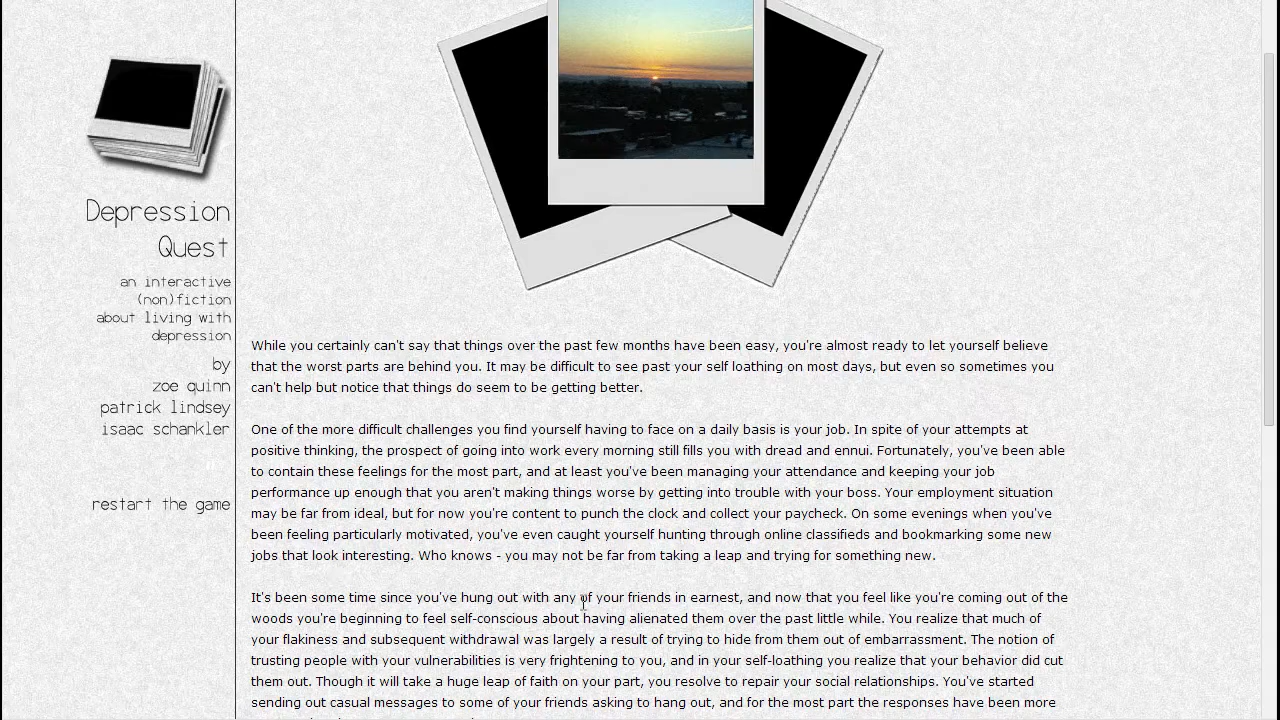 Depression
Quest
an interactive
(non)fiction
about living with
depression
by
zoe quinn
patrick lindsey
isaac schankler
restart the game
While you certainly can't say that things over the past few months have been easy, you're almost ready to let yourself believe
that the worst parts are behind you. It may be difficult to see past your self loathing on most days, but even so sometimes you
can't help but notice that things do seem to be getting better.
One of the more difficult challenges you find yourself having to face on a daily basis is your job. In spite of your attempts at
positive thinking, the prospect of going into work every morning still fills you with dread and ennui. Fortunately, you've been able
to contain these feelings for the most part, and at least you've been managing your attendance and keeping your job
performance up enough that you aren't making things worse by getting into trouble with your boss. Your employment situation
may be far from ideal, but for now you're content to punch the clock and collect your paycheck. On some evenings when you've
been feeling particularly motivated, you've even caught yourself hunting through online classifieds and bookmarking some new
jobs that look interesting. Who knows - you may not be far from taking a leap and trying for something new.
It's been some time since you've hung out with any of your friends in earnest, and now that you feel like you're coming out of the
woods you're beginning to feel self-conscious about having alienated them over the past little while. You realize that much of
your flakiness and subsequent withdrawal was largely a result of trying to hide from them out of embarrassment. The notion of
trusting people with your vulnerabilities is very frightening to you, and in your self-loathing you realize that your behavior did cut
them out. Though it will take a huge leap of faith on your part, you resolve to repair your social relationships. You've started
sending out casual messages to some of your friends asking to hang out, and for the most part the responses have been more